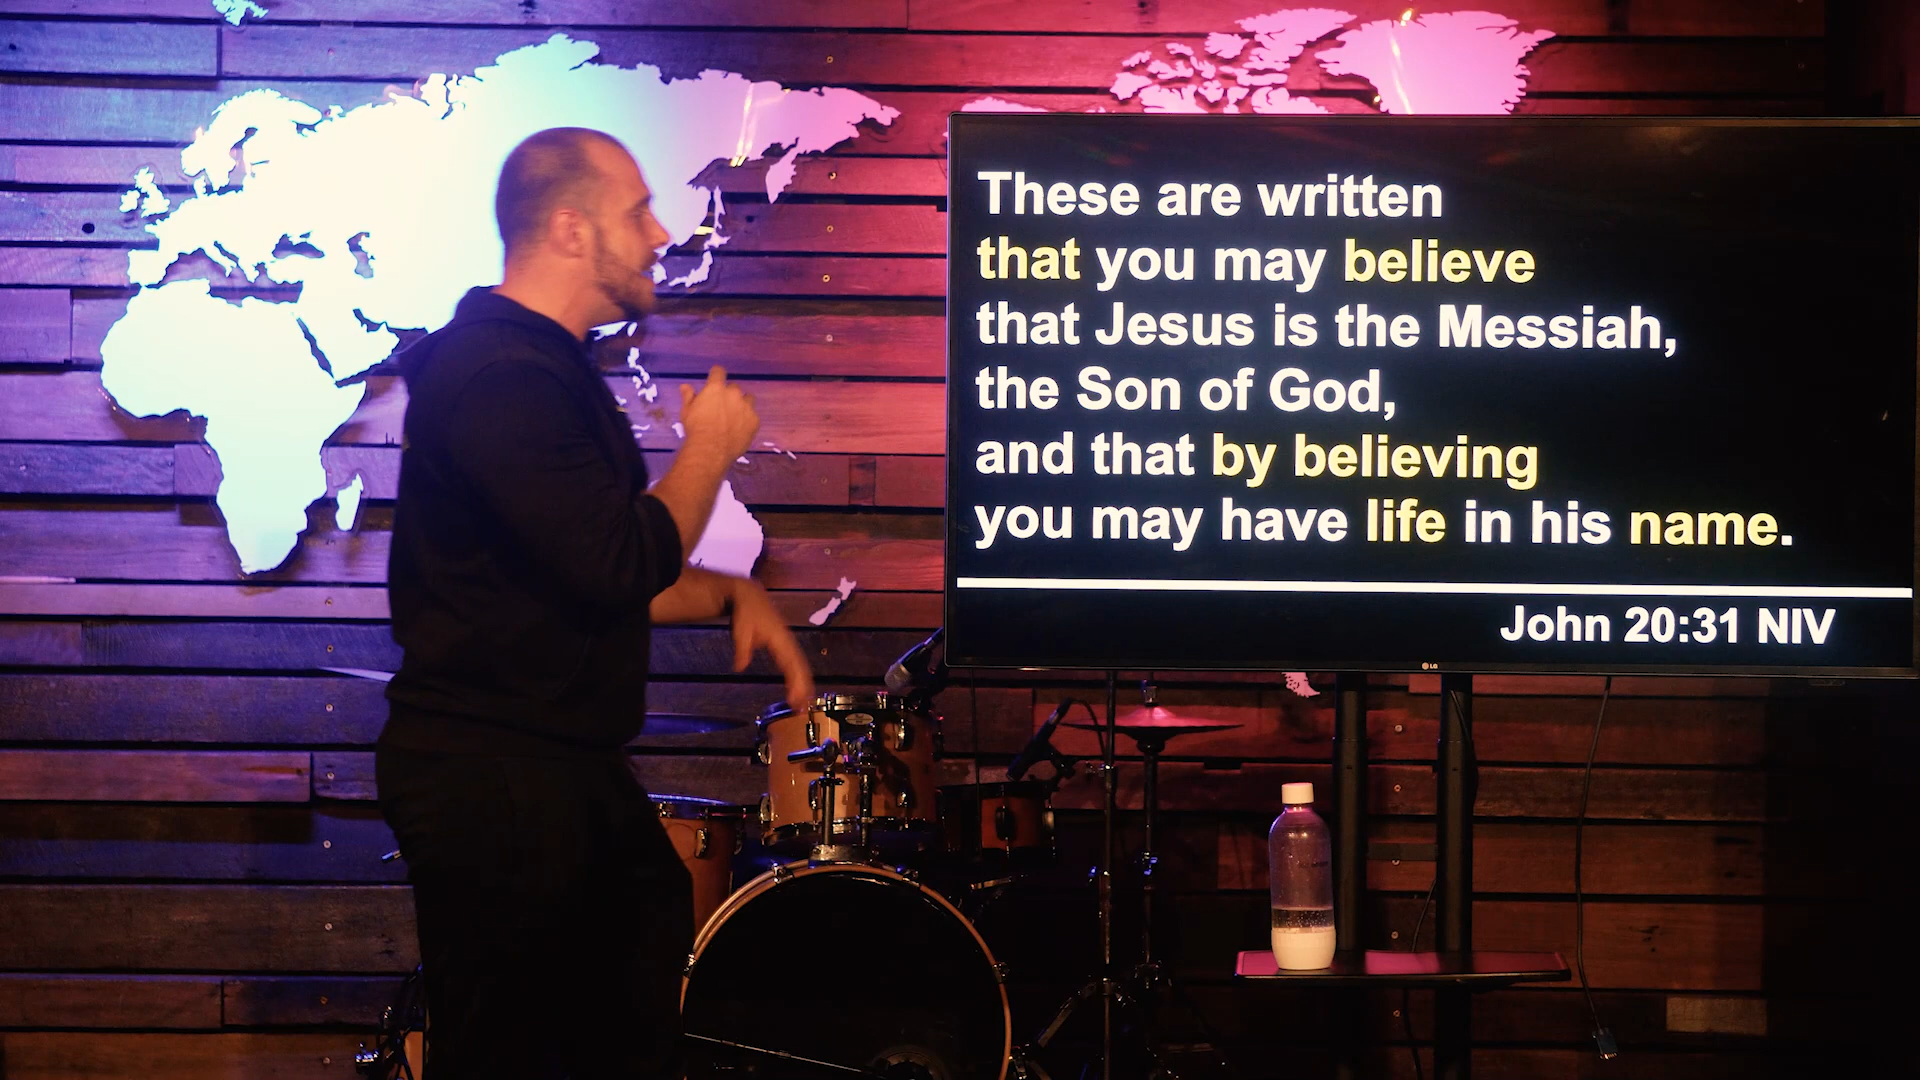 These are written
that you may believe
that Jesus is the Messiah,
the Son of God,
and that by believing
you may have life in his name.
John 20:31 NIV
LG